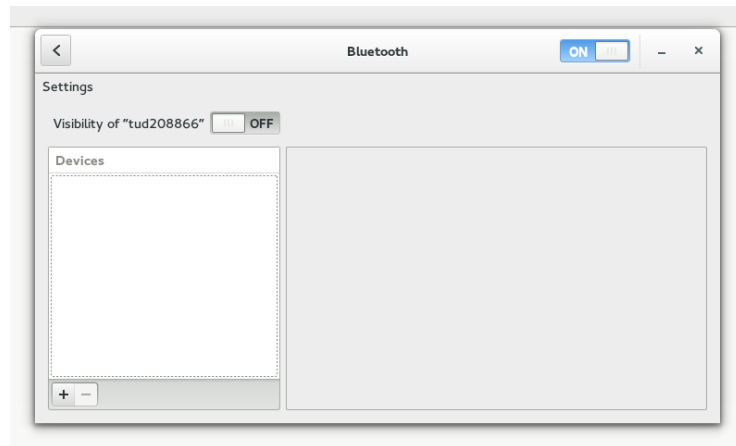 Bluetooth
ON
Settings
Visibility of “tud208866”
OFF
Devices